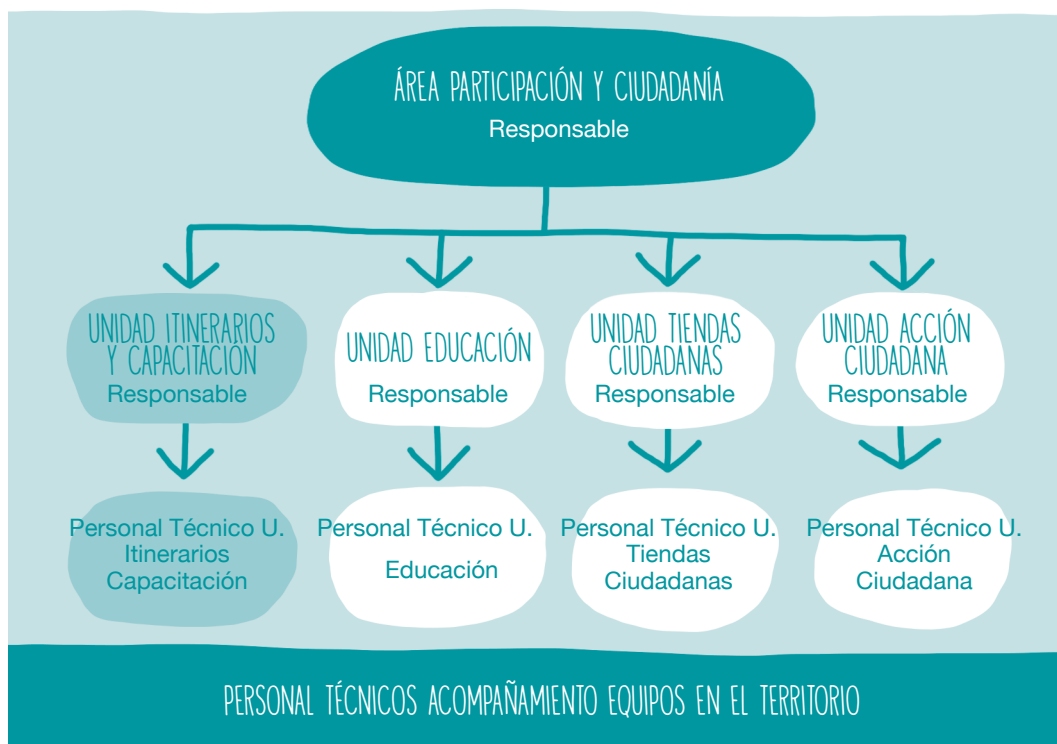 ÁREA PARTICIPACIÓN Y CIUDADANÍA
Responsable
UNIDAD ITINERARIOS
Y CAPACITACIÓN
Responsable
UNIDAD EDUCACIÓN
Responsable
UNIDAD TIENDAS
CIUDADANAS
Responsable
UNIDAD ACCIÓN
CIUDADANA
Responsable
Personal Técnico U.
Itinerarios
Capacitación
Personal Técnico U.
Educación
Personal Técnico U.
Tiendas
Ciudadanas
Personal Técnico U.
Acción
Ciudadana
PERSONAL TÉCNICOS ACOMPAÑAMIENTO EQUIPOS EN EL TERRITORIO